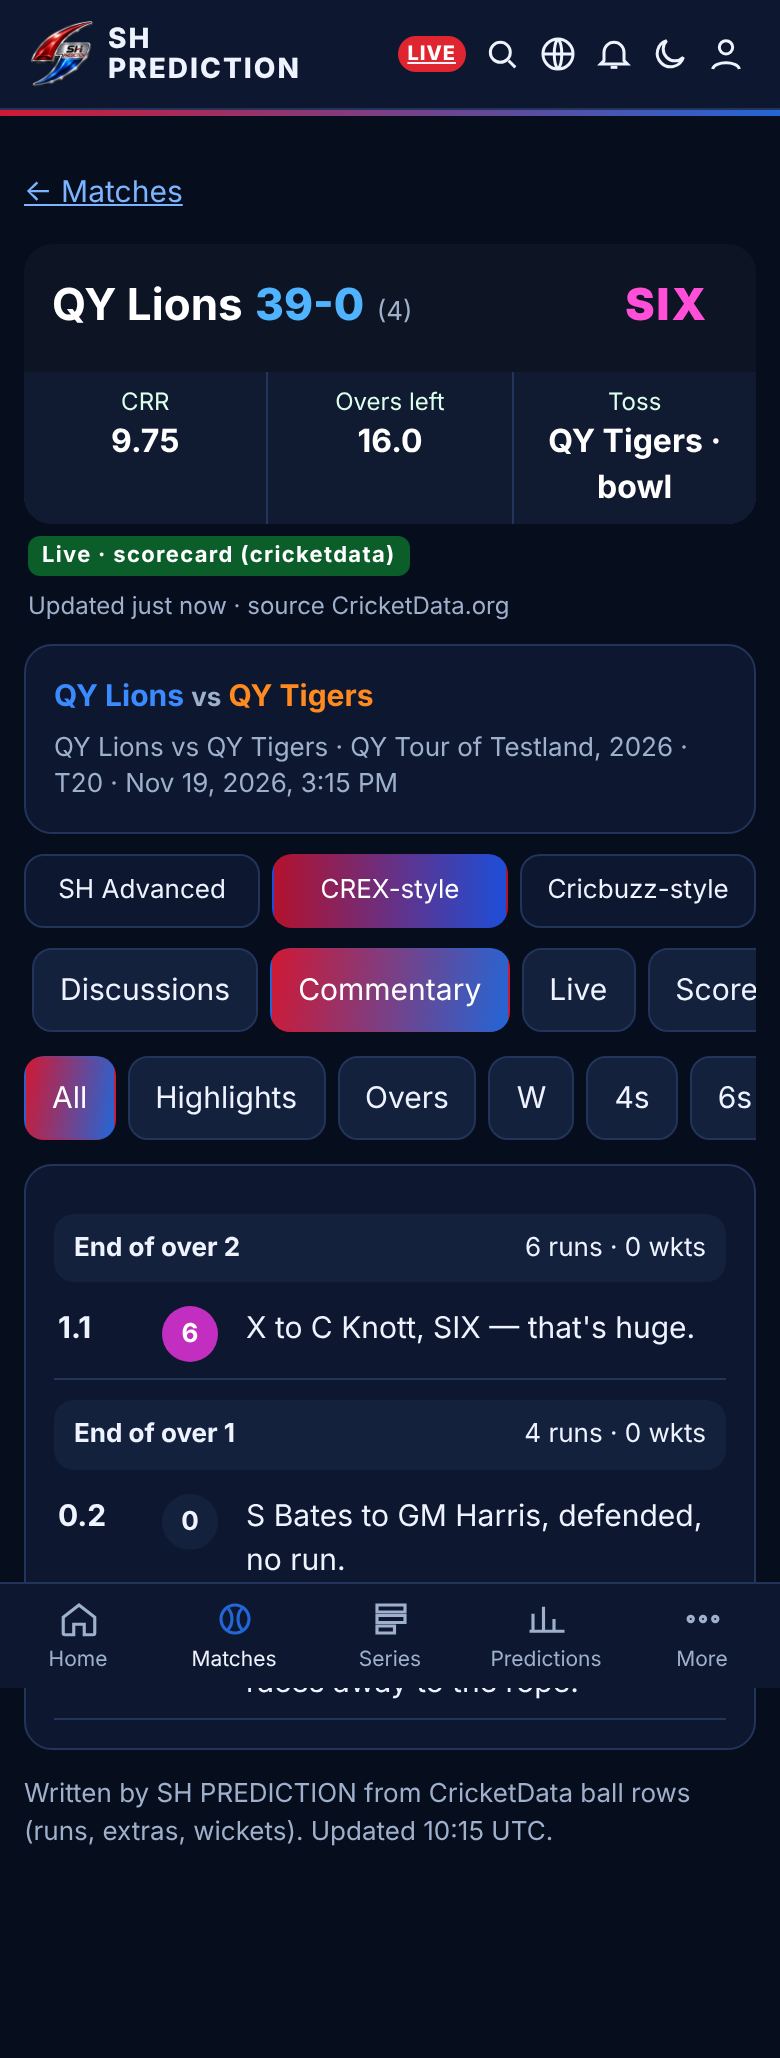 SH
PREDICTION
LIVE
← Matches
QY Lions 39-0 (4)
SIX
CRR
9.75
Overs left
16.0
Toss
QY Tigers ·
bowl
Live · scorecard (cricketdata)
Updated just now · source CricketData.org
QY Lions vs QY Tigers
QY Lions vs QY Tigers · QY Tour of Testland, 2026 ·
T20 · Nov 19, 2026, 3:15 PM
SH Advanced
CREX-style
Cricbuzz-style
Discussions
Commentary
Live
Score
All
Highlights
Overs
W
4s
6s
End of over 2
6 runs · 0 wkts
1.1
6
X to C Knott, SIX — that's huge.
End of over 1
4 runs · 0 wkts
0.2
0
S Bates to GM Harris, defended,
no run.
Home
Matches
Series
Predictions
More
away to the rope.
Written by SH PREDICTION from CricketData ball rows
(runs, extras, wickets). Updated 10:15 UTC.